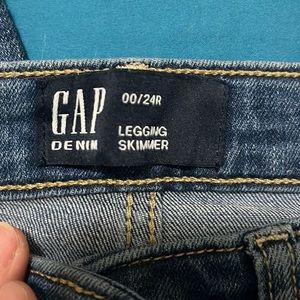 GAP
DENIM
00/24R
LEGGING
SKIMMER